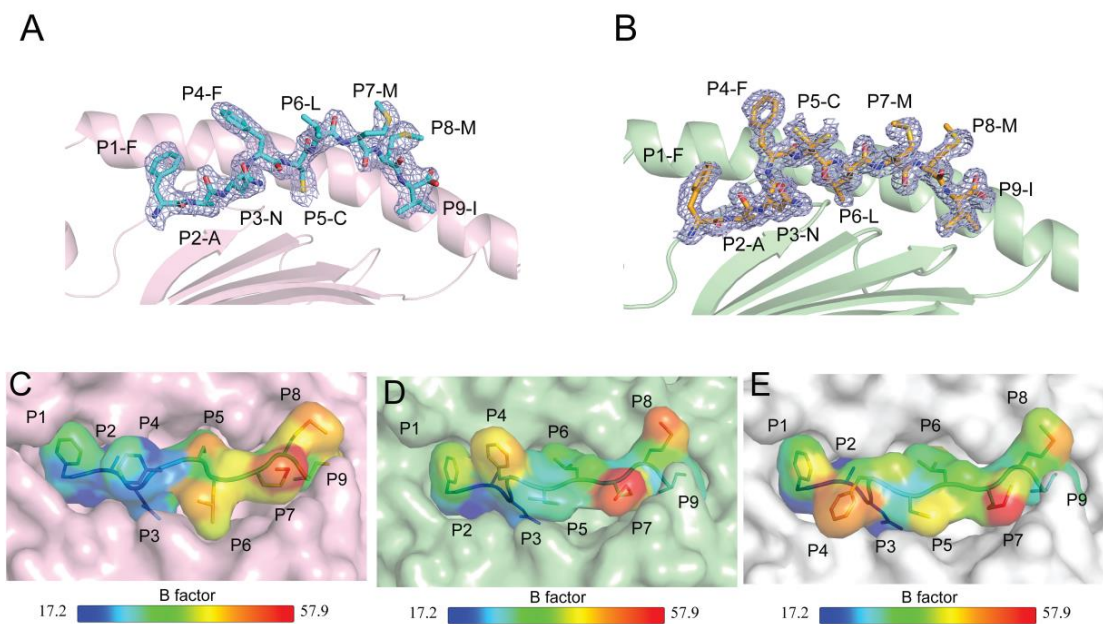 A
P4-F
P6-L
P7-M
P8-M
P1-F
P2-A
P3-N
P5-C
P9-I
B
P4-F
P5-C
P7-M
P8-M
P1-F
P2-A
P3-N
P6-L
P9-I
C
P1
P2
P4
P5
P8
P3
P6
P7
P9
B factor
17.2
57.9
D
P1
P4
P6
P8
P2
P3
P5
P7
P9
B factor
17.2
57.9
E
P1
P2
P6
P8
P4
P3
P5
P7
P9
B factor
17.2
57.9